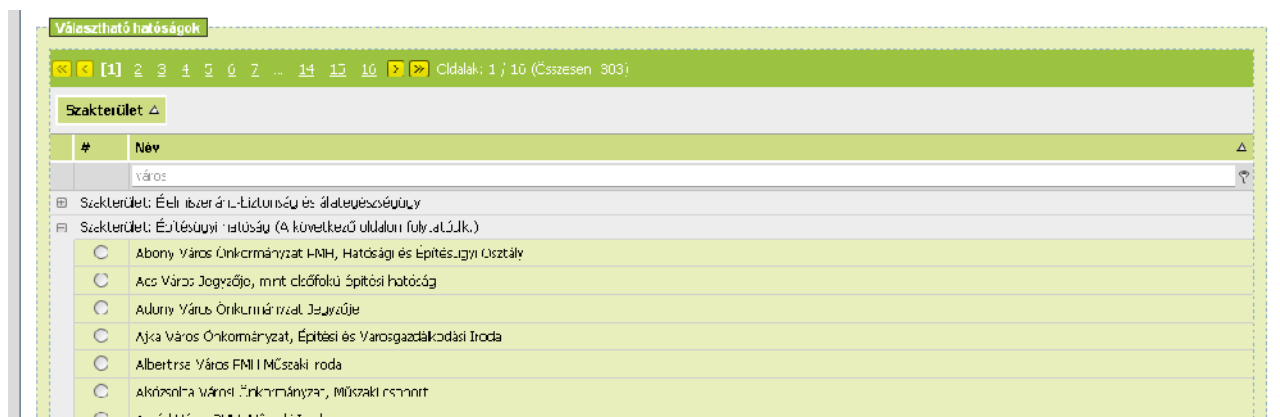 Választható hatóságok
[1] 2 3 4 5 6 7 ... 14 15 16 Oldalak: 1 / 16 (Összesen 303)
Szakterület
# Név
város
Szakterület: Élelmiszerlánc-biztonság és állategészségügy
Szakterület: Építésügyi hatóság (A következő oldalon folytatódik.)
Abony Város Önkormányzat PMH, Hatósági és Építésügyi Osztály
Ács Város Jegyzője, mint elsőfokú építési hatóság
Adony Város Önkormányzat Jegyzője
Ajka Város Önkormányzat, Építési és Városgazdálkodási Iroda
Albertirsa Város PMH Műszaki Iroda
Alsózsolca Városi Önkormányzat, Műszaki csoport